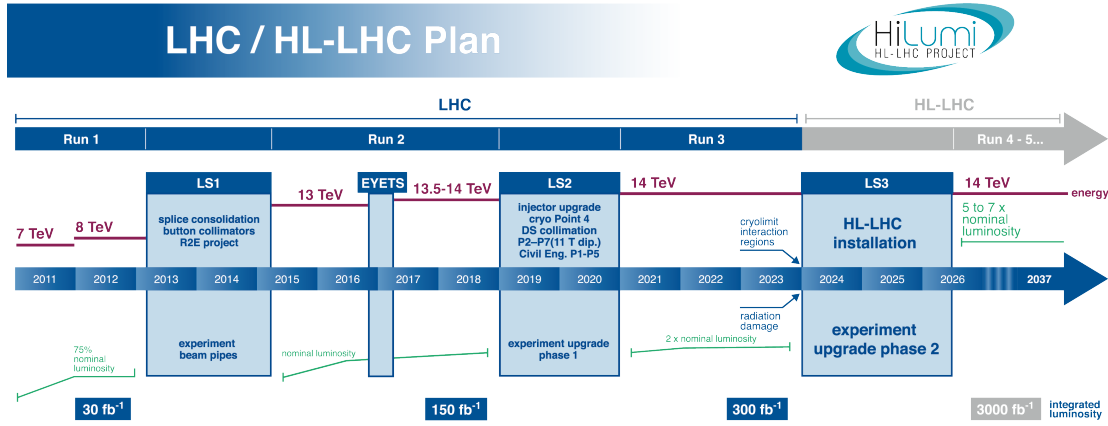 LHC / HL-LHC Plan
HiLumi
HL-LHC PROJECT
LHC
HL-LHC
Run 1
Run 2
Run 3
Run 4 - 5...
LS1
splice consolidation
button collimators
R2E project
EYETS
LS2
injector upgrade
cryo Point 4
DS collimation
P2–P7(11 T dip.)
Civil Eng. P1-P5
LS3
HL-LHC
installation
7 TeV
8 TeV
13 TeV
13.5-14 TeV
14 TeV
14 TeV
energy
cryolimit
interaction
regions
5 to 7 x
nominal
luminosity
2011
2012
2013
2014
2015
2016
2017
2018
2019
2020
2021
2022
2023
2024
2025
2026
2037
75%
nominal
luminosity
experiment
beam pipes
nominal luminosity
experiment upgrade
phase 1
2 x nominal luminosity
radiation
damage
experiment
upgrade phase 2
30 fb⁻¹
150 fb⁻¹
300 fb⁻¹
3000 fb⁻¹
integrated
luminosity